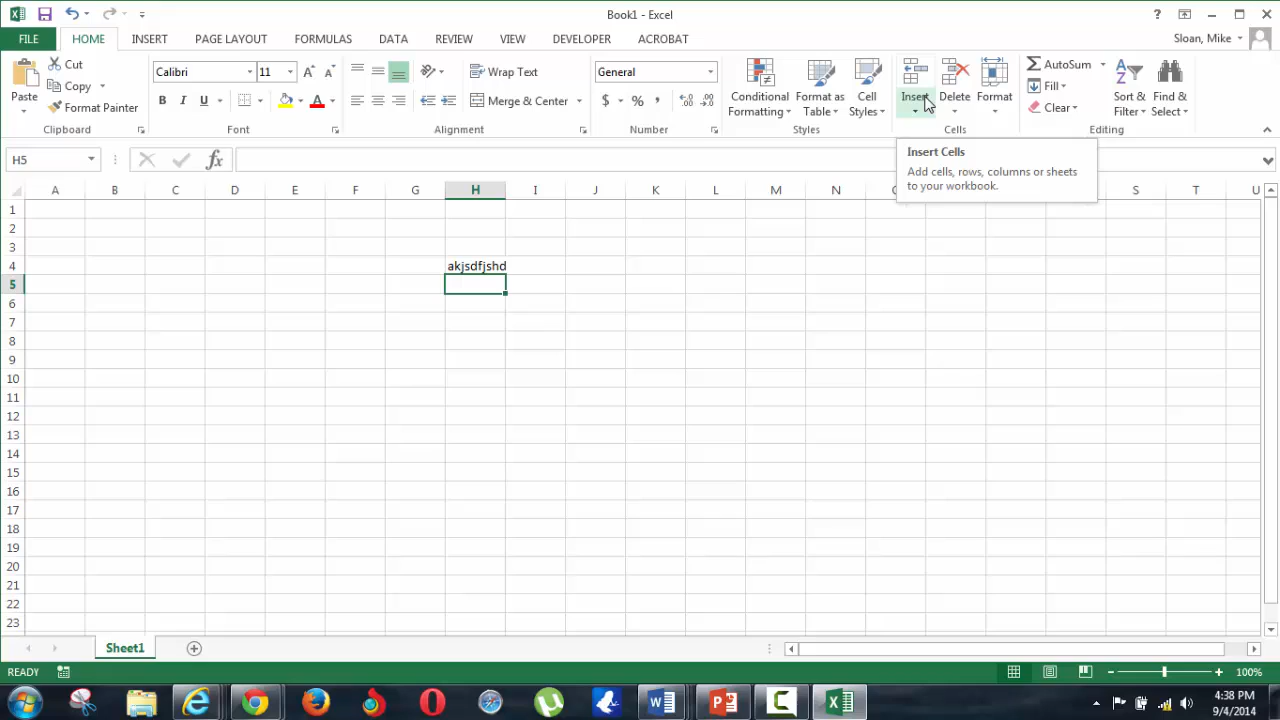 Book1 - Excel
?
FILE HOME INSERT PAGE LAYOUT FORMULAS DATA REVIEW VIEW DEVELOPER ACROBAT Sloan, Mike
Paste
Cut
Copy
Format Painter
Clipboard
Calibri 11
B I U
Font
Wrap Text
Merge & Center
Alignment
General
$ % ,
Number
Conditional
Formatting
Format as
Table
Cell
Styles
Styles
Insert Delete Format
Cells
AutoSum
Fill
Clear
Sort &
Filter
Find &
Select
Editing
H5 fx
Insert Cells
Add cells, rows, columns or sheets
to your workbook.
A B C D E F G H I J K L M N S T U
1
2
3
4 akjsdfjshd
5
6
7
8
9
10
11
12
13
14
15
16
17
18
19
20
21
22
23
Sheet1
READY 100%
4:38 PM
9/4/2014